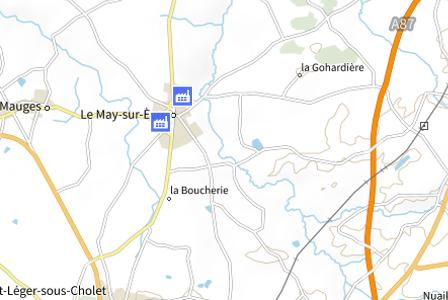 A87
la Gohardière
Mauges
Le May-sur-È
la Boucherie
t-Léger-sous-Cholet
Nuail